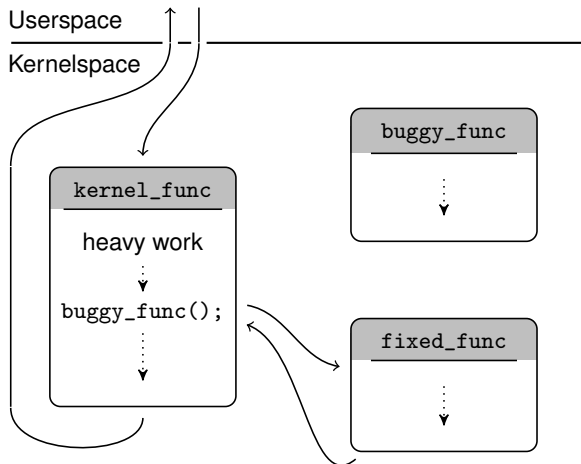 Userspace
Kernelspace
buggy_func
kernel_func
heavy work
buggy_func();
fixed_func